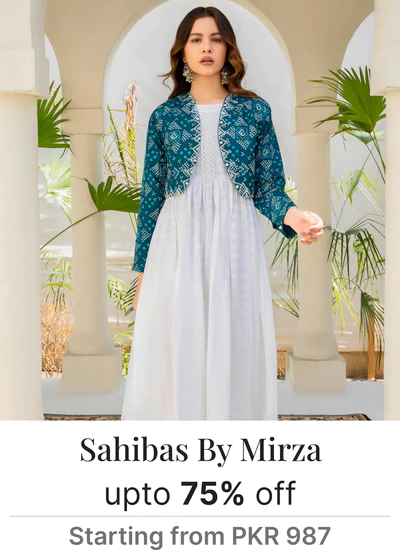 Sahibas By Mirza
upto 75% off
Starting from PKR 987